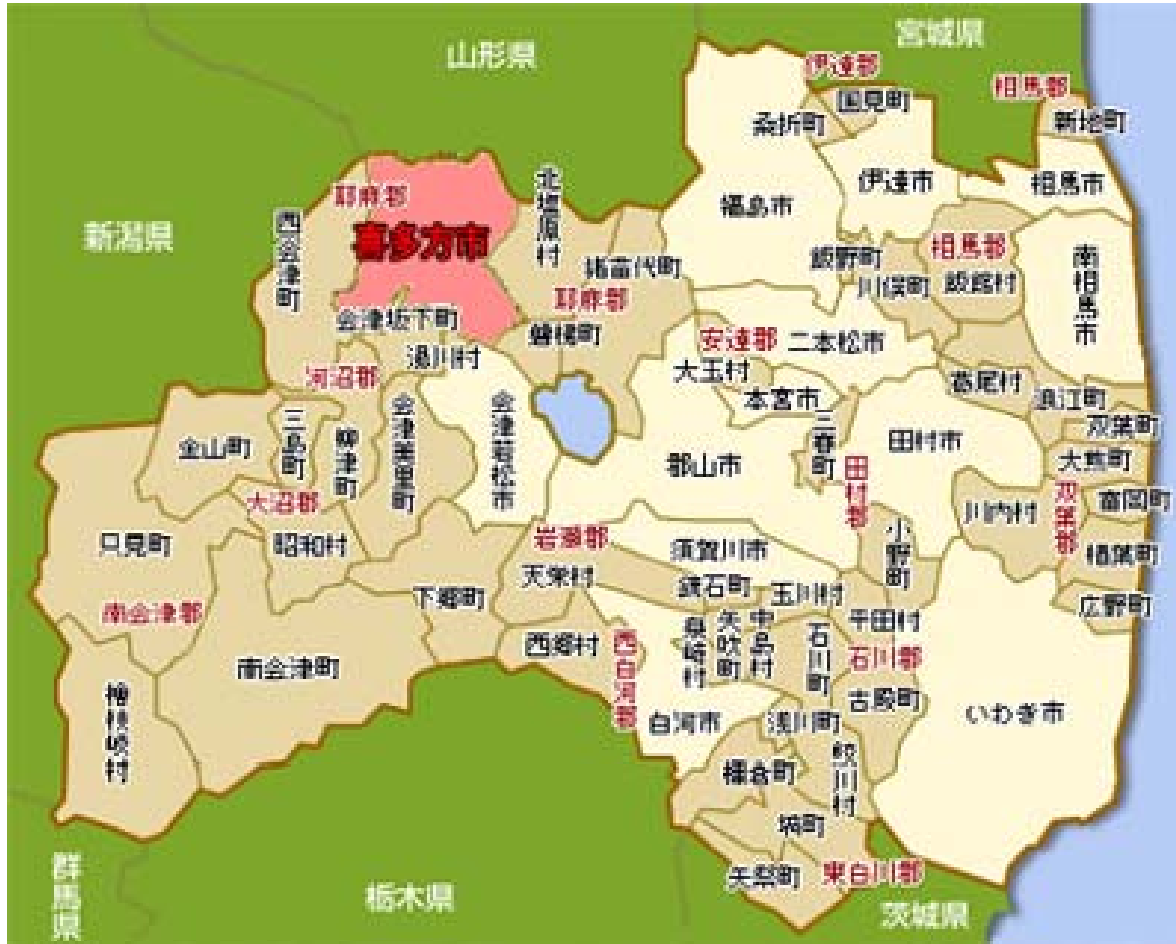 宮城県
山形県
伊達郡
国見町
相馬郡
桑折町
新地町
伊達市
相馬市
福島市
耶麻郡
北塩原村
西会津町
喜多方市
新潟県
飯野町
相馬郡
南相馬市
猪苗代町
川俣町
飯舘村
耶麻郡
会津坂下町
磐梯町
安達郡
二本松市
湯川村
大玉村
河沼郡
葛尾村
本宮市
浪江町
三春町
双葉町
会津美里町
会津若松市
三島町
柳津町
金山町
田村市
郡山市
大熊町
田村郡
双葉郡
富岡町
大沼郡
川内村
岩瀬郡
須賀川市
小野町
只見町
昭和村
楢葉町
天栄村
鏡石町
玉川村
下郷町
広野町
南会津郡
平田村
泉崎村
矢吹町
中島村
石川町
西郷村
西白河郡
石川郡
南会津町
古殿町
白河市
浅川町
いわき市
檜枝岐村
鮫川村
棚倉町
塙町
矢祭町
東白川郡
群馬県
栃木県
茨城県